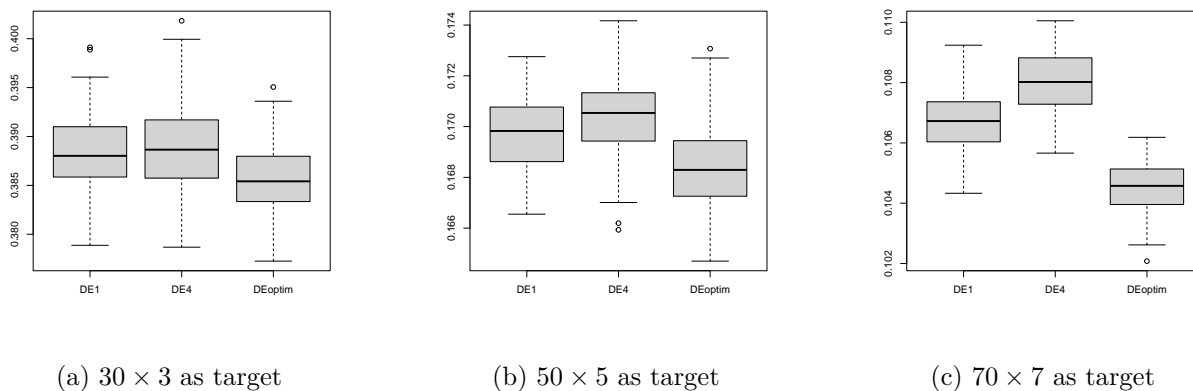 0.400
0.395
0.390
0.385
0.380
DE1 DE4 DEoptim
(a) 30 × 3 as target
0.174
0.172
0.170
0.168
0.166
DE1 DE4 DEoptim
(b) 50 × 5 as target
0.110
0.108
0.106
0.104
0.102
DE1 DE4 DEoptim
(c) 70 × 7 as target